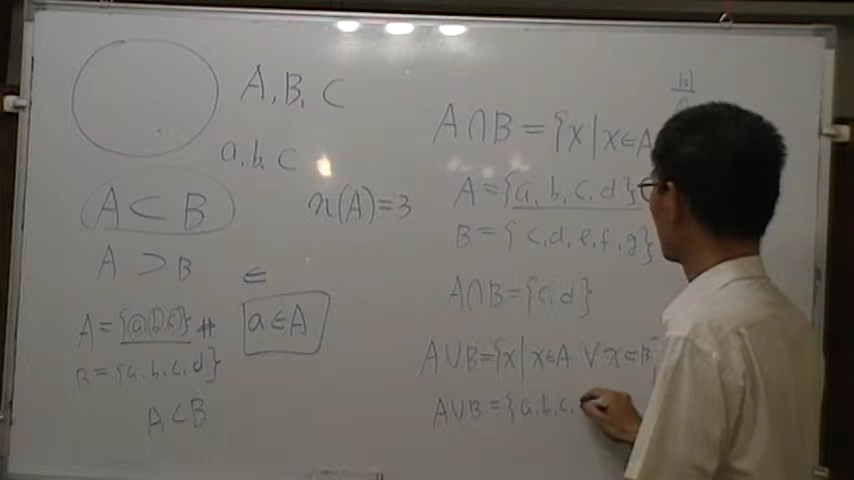 A, B, C
a, b, C
A ⊂ B
n(A)=3
A ⊃ B
∈
A={a,b,c} #
a∈A
B={a,b,c,d}
A⊂B
A∩B={x|x∈A
A={a,b,c,d}
B={c,d,e,f,g}
A∩B={c,d}
A∪B={x|x∈A ∨ x∈B}
A∪B={a,b,c,